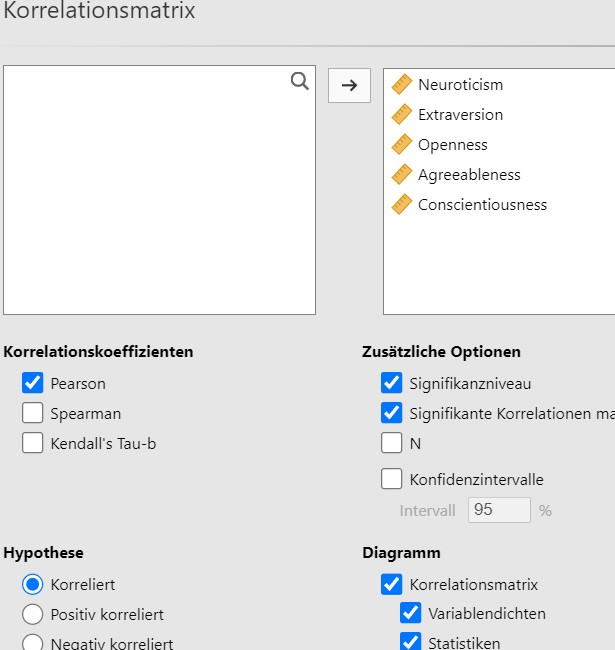 Korrelationsmatrix
Neuroticism
Extraversion
Openness
Agreeableness
Conscientiousness
Korrelationskoeffizienten
Pearson
Spearman
Kendall's Tau-b
Zusätzliche Optionen
Signifikanzniveau
Signifikante Korrelationen ma
N
Konfidenzintervalle
Intervall 95 %
Hypothese
Korreliert
Positiv korreliert
Negativ korreliert
Diagramm
Korrelationsmatrix
Variablendichten
Statistiken